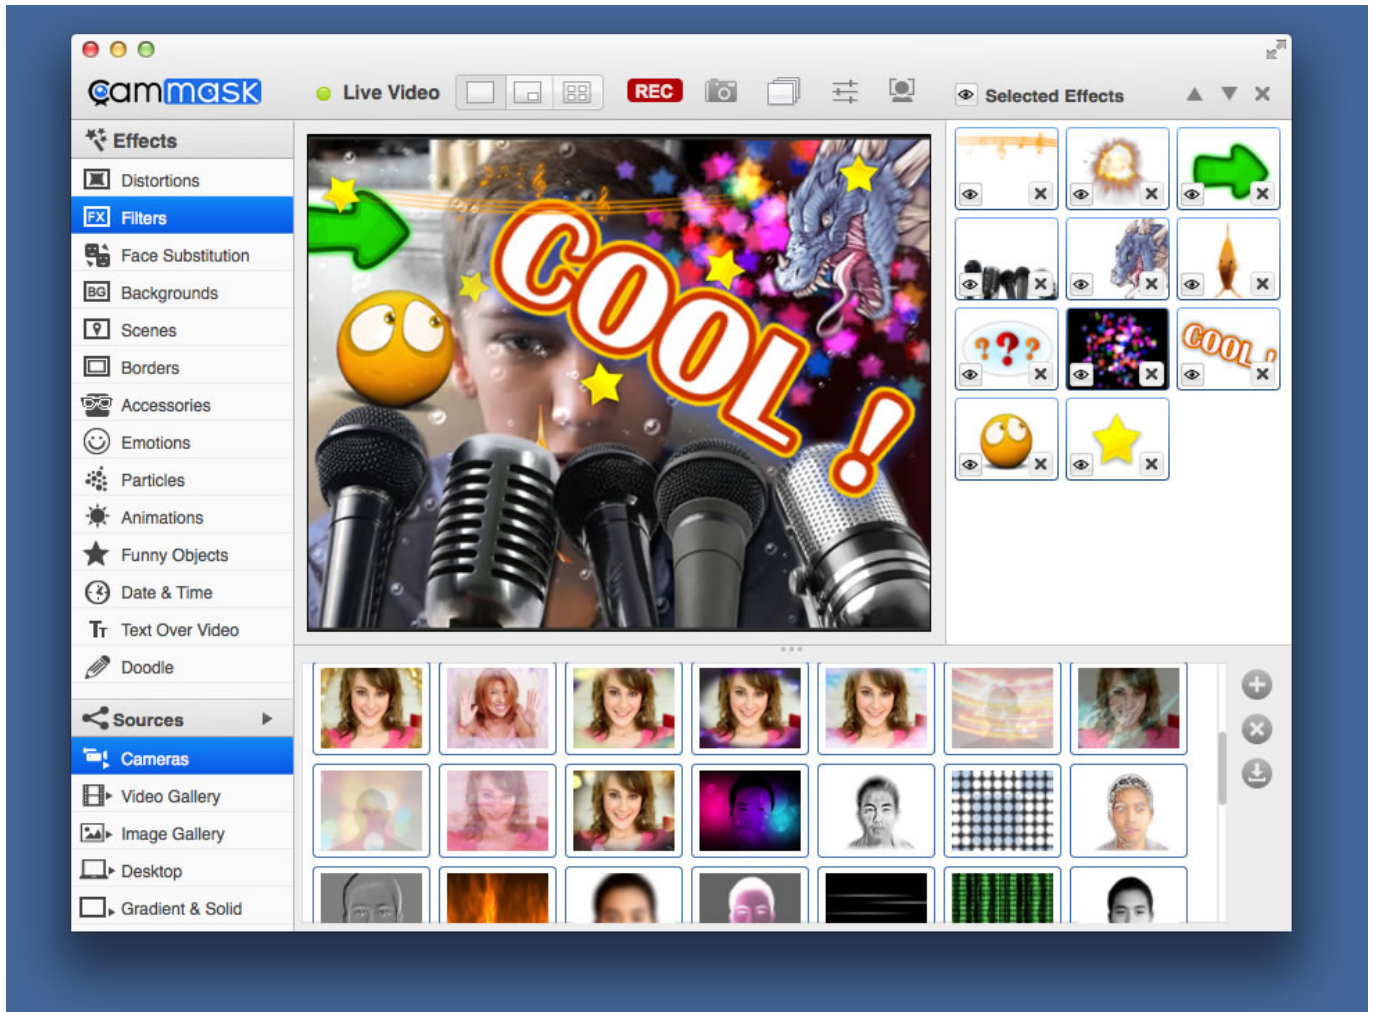 cammask
Live Video
REC
Selected Effects
Effects
Distortions
FX Filters
Face Substitution
BG Backgrounds
Scenes
Borders
Accessories
Emotions
Particles
Animations
Funny Objects
Date & Time
TT Text Over Video
Doodle
Sources
Cameras
Video Gallery
Image Gallery
Desktop
Gradient & Solid
COOL !
? ? ?
COOL !